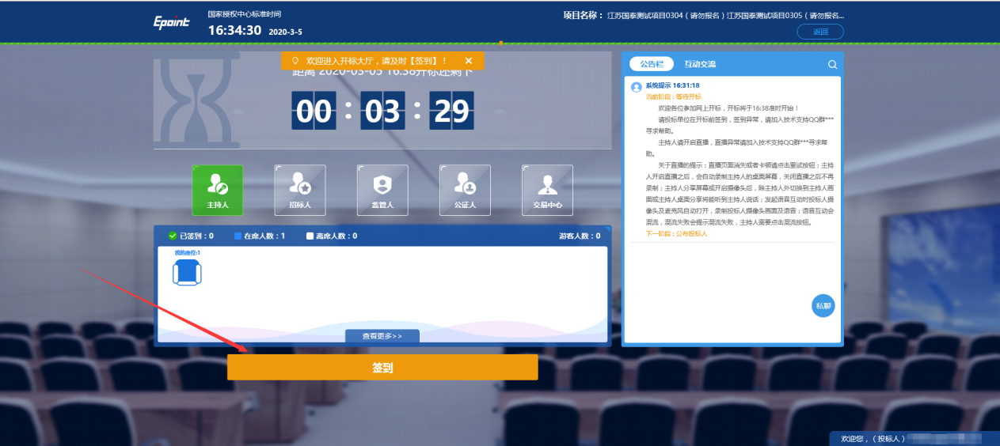 Epoint
国家授权中心标准时间
16:34:30 2020-3-5
项目名称：江苏国泰测试项目0304（请勿报名）江苏国泰测试项目0305（请勿报名...
返回
欢迎进入开标大厅，请及时【签到】！ ×
距离 2020-03-05 16:38开标还剩下
00 : 03 : 29
主持人
招标人
监管人
公证人
交易中心
已签到：0 在席人数：1 离席人数：0 游客人数：0
我的座位:1
查看更多>>
签到
公告栏 互动交流
系统提示 16:31:18
当前阶段：等待开标
欢迎各位参加网上开标，开标将于16:38准时开始！
请投标单位在开标前签到，签到异常，请加入技术支持QQ群***
寻求帮助。
主持人请开启直播，直播异常请加入技术支持QQ群***寻求帮
助。
关于直播的提示：直播页面消失或者卡顿请点击重试按钮；主持
人开启直播之后，会自动录制主持人的桌面屏幕，关闭直播之后不再
录制；主持人分享屏幕或开启摄像头后，除主持人外切换到主持人画
面或主持人桌面分享将能听到主持人说话；发起语音互动时投标人摄
像头及麦克风自动打开，录制投标人摄像头画面及语音；语音互动会
混流，混流失败会提示混流失败，主持人需要点击混流按钮。
下一阶段：公布投标人
私聊
欢迎您，（投标人）